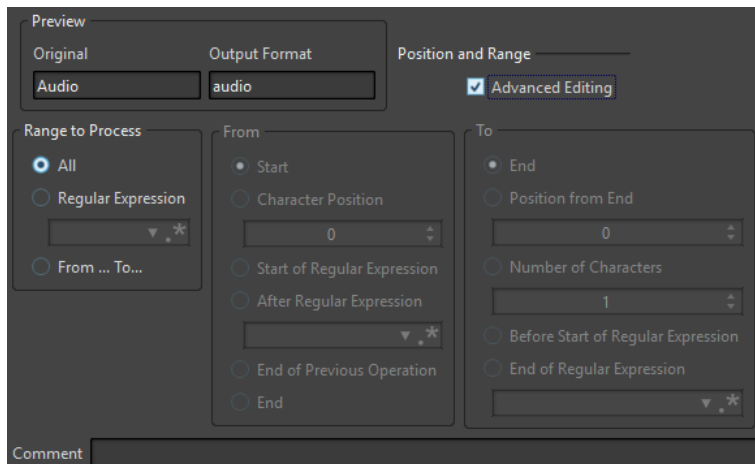 Preview
Original Output Format
Audio audio
Position and Range
Advanced Editing
Range to Process
All
Regular Expression
.*
From ... To...
From
Start
Character Position
0
Start of Regular Expression
After Regular Expression
.*
End of Previous Operation
End
To
End
Position from End
0
Number of Characters
1
Before Start of Regular Expression
End of Regular Expression
.*
Comment